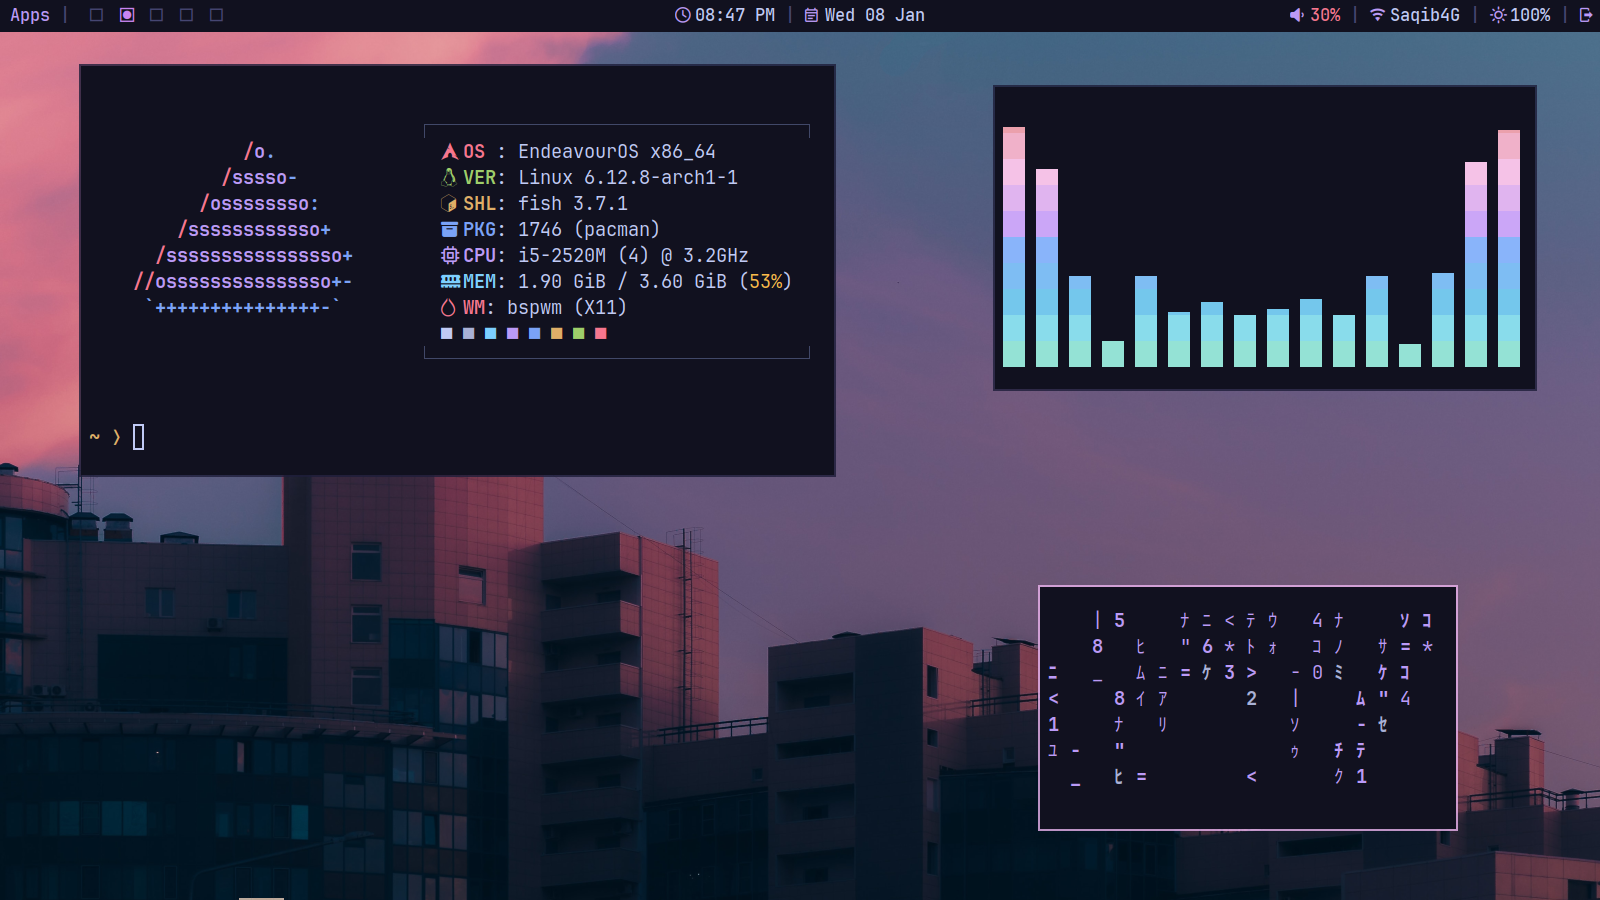 Apps
08:47 PM | Wed 08 Jan
30% | Saqib4G | 100% |
/o.
/sssso-
/ossssssso:
/ssssssssssso+
/ssssssssssssssso+
//osssssssssssssso+-
`+++++++++++++++-`
OS : EndeavourOS x86_64
VER: Linux 6.12.8-arch1-1
SHL: fish 3.7.1
PKG: 1746 (pacman)
CPU: i5-2520M (4) @ 3.2GHz
MEM: 1.90 GiB / 3.60 GiB (53%)
WM: bspwm (X11)
~ ❯
| 5 ナ ニ < テ ウ 4 ナ ソ コ
8 ヒ " 6 * ト ォ コ ノ サ = *
ニ _ ム ニ = ケ 3 > - 0 ミ ケ コ
< 8 イ ア 2 | ム " 4
1 ナ リ ソ - セ
ュ - " ゥ チ テ
_ ヒ = < ク 1